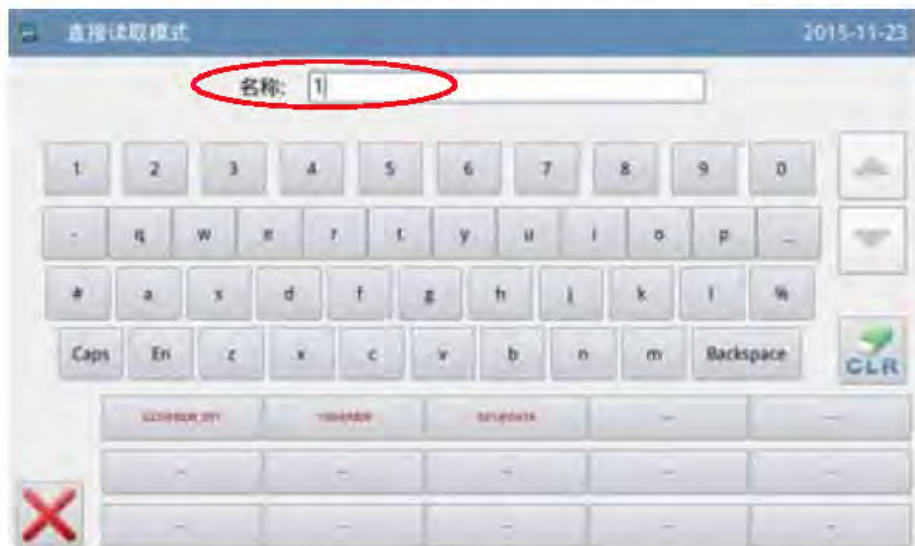 直接读取模式 2015-11-23
名称: 1
1 2 3 4 5 6 7 8 9 0
- q w e r t y u i o p _
# a s d f g h j k l %
Caps En z x c v b n m Backspace CLR
-- --
-- -- -- -- --
-- -- -- -- --